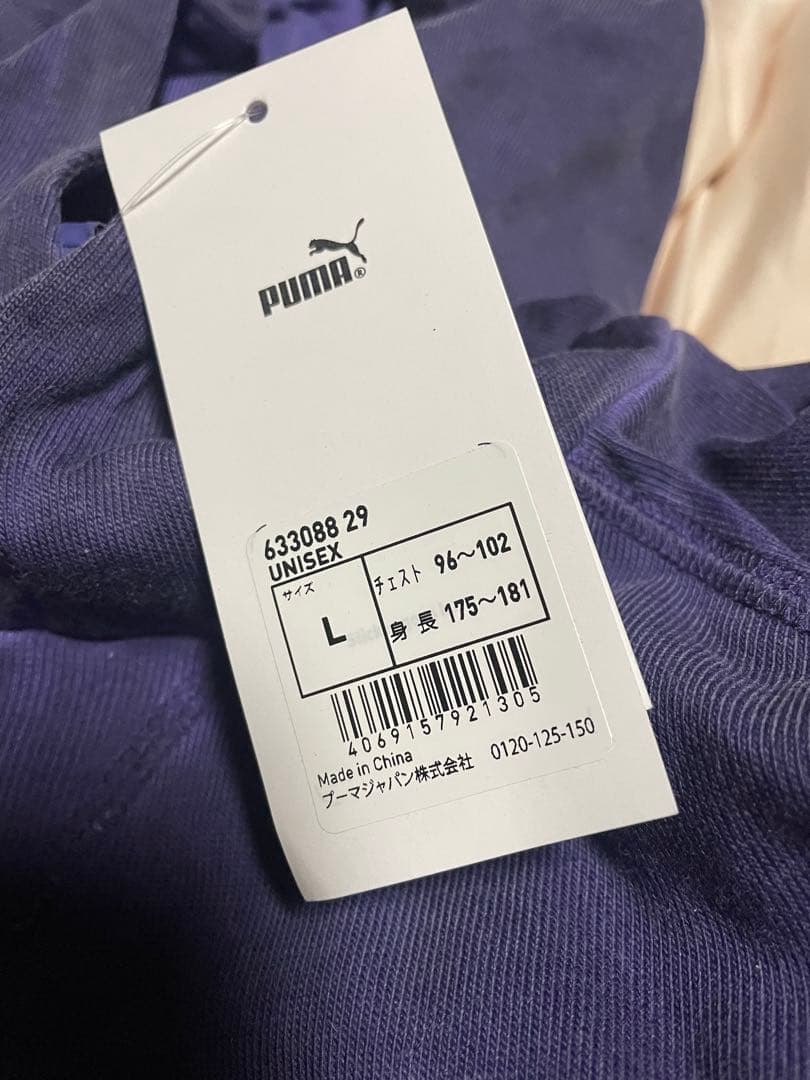 PUMA®
633088 29
UNISEX
サイズ
L
チェスト 96〜102
身長 175〜181
4069157921305
Made in China
プーマジャパン株式会社 0120-125-150